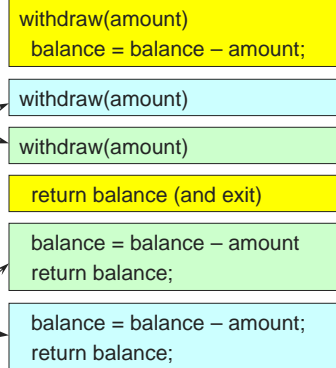 withdraw(amount)
balance = balance – amount;
withdraw(amount)
withdraw(amount)
return balance (and exit)
balance = balance – amount
return balance;
balance = balance – amount;
return balance;